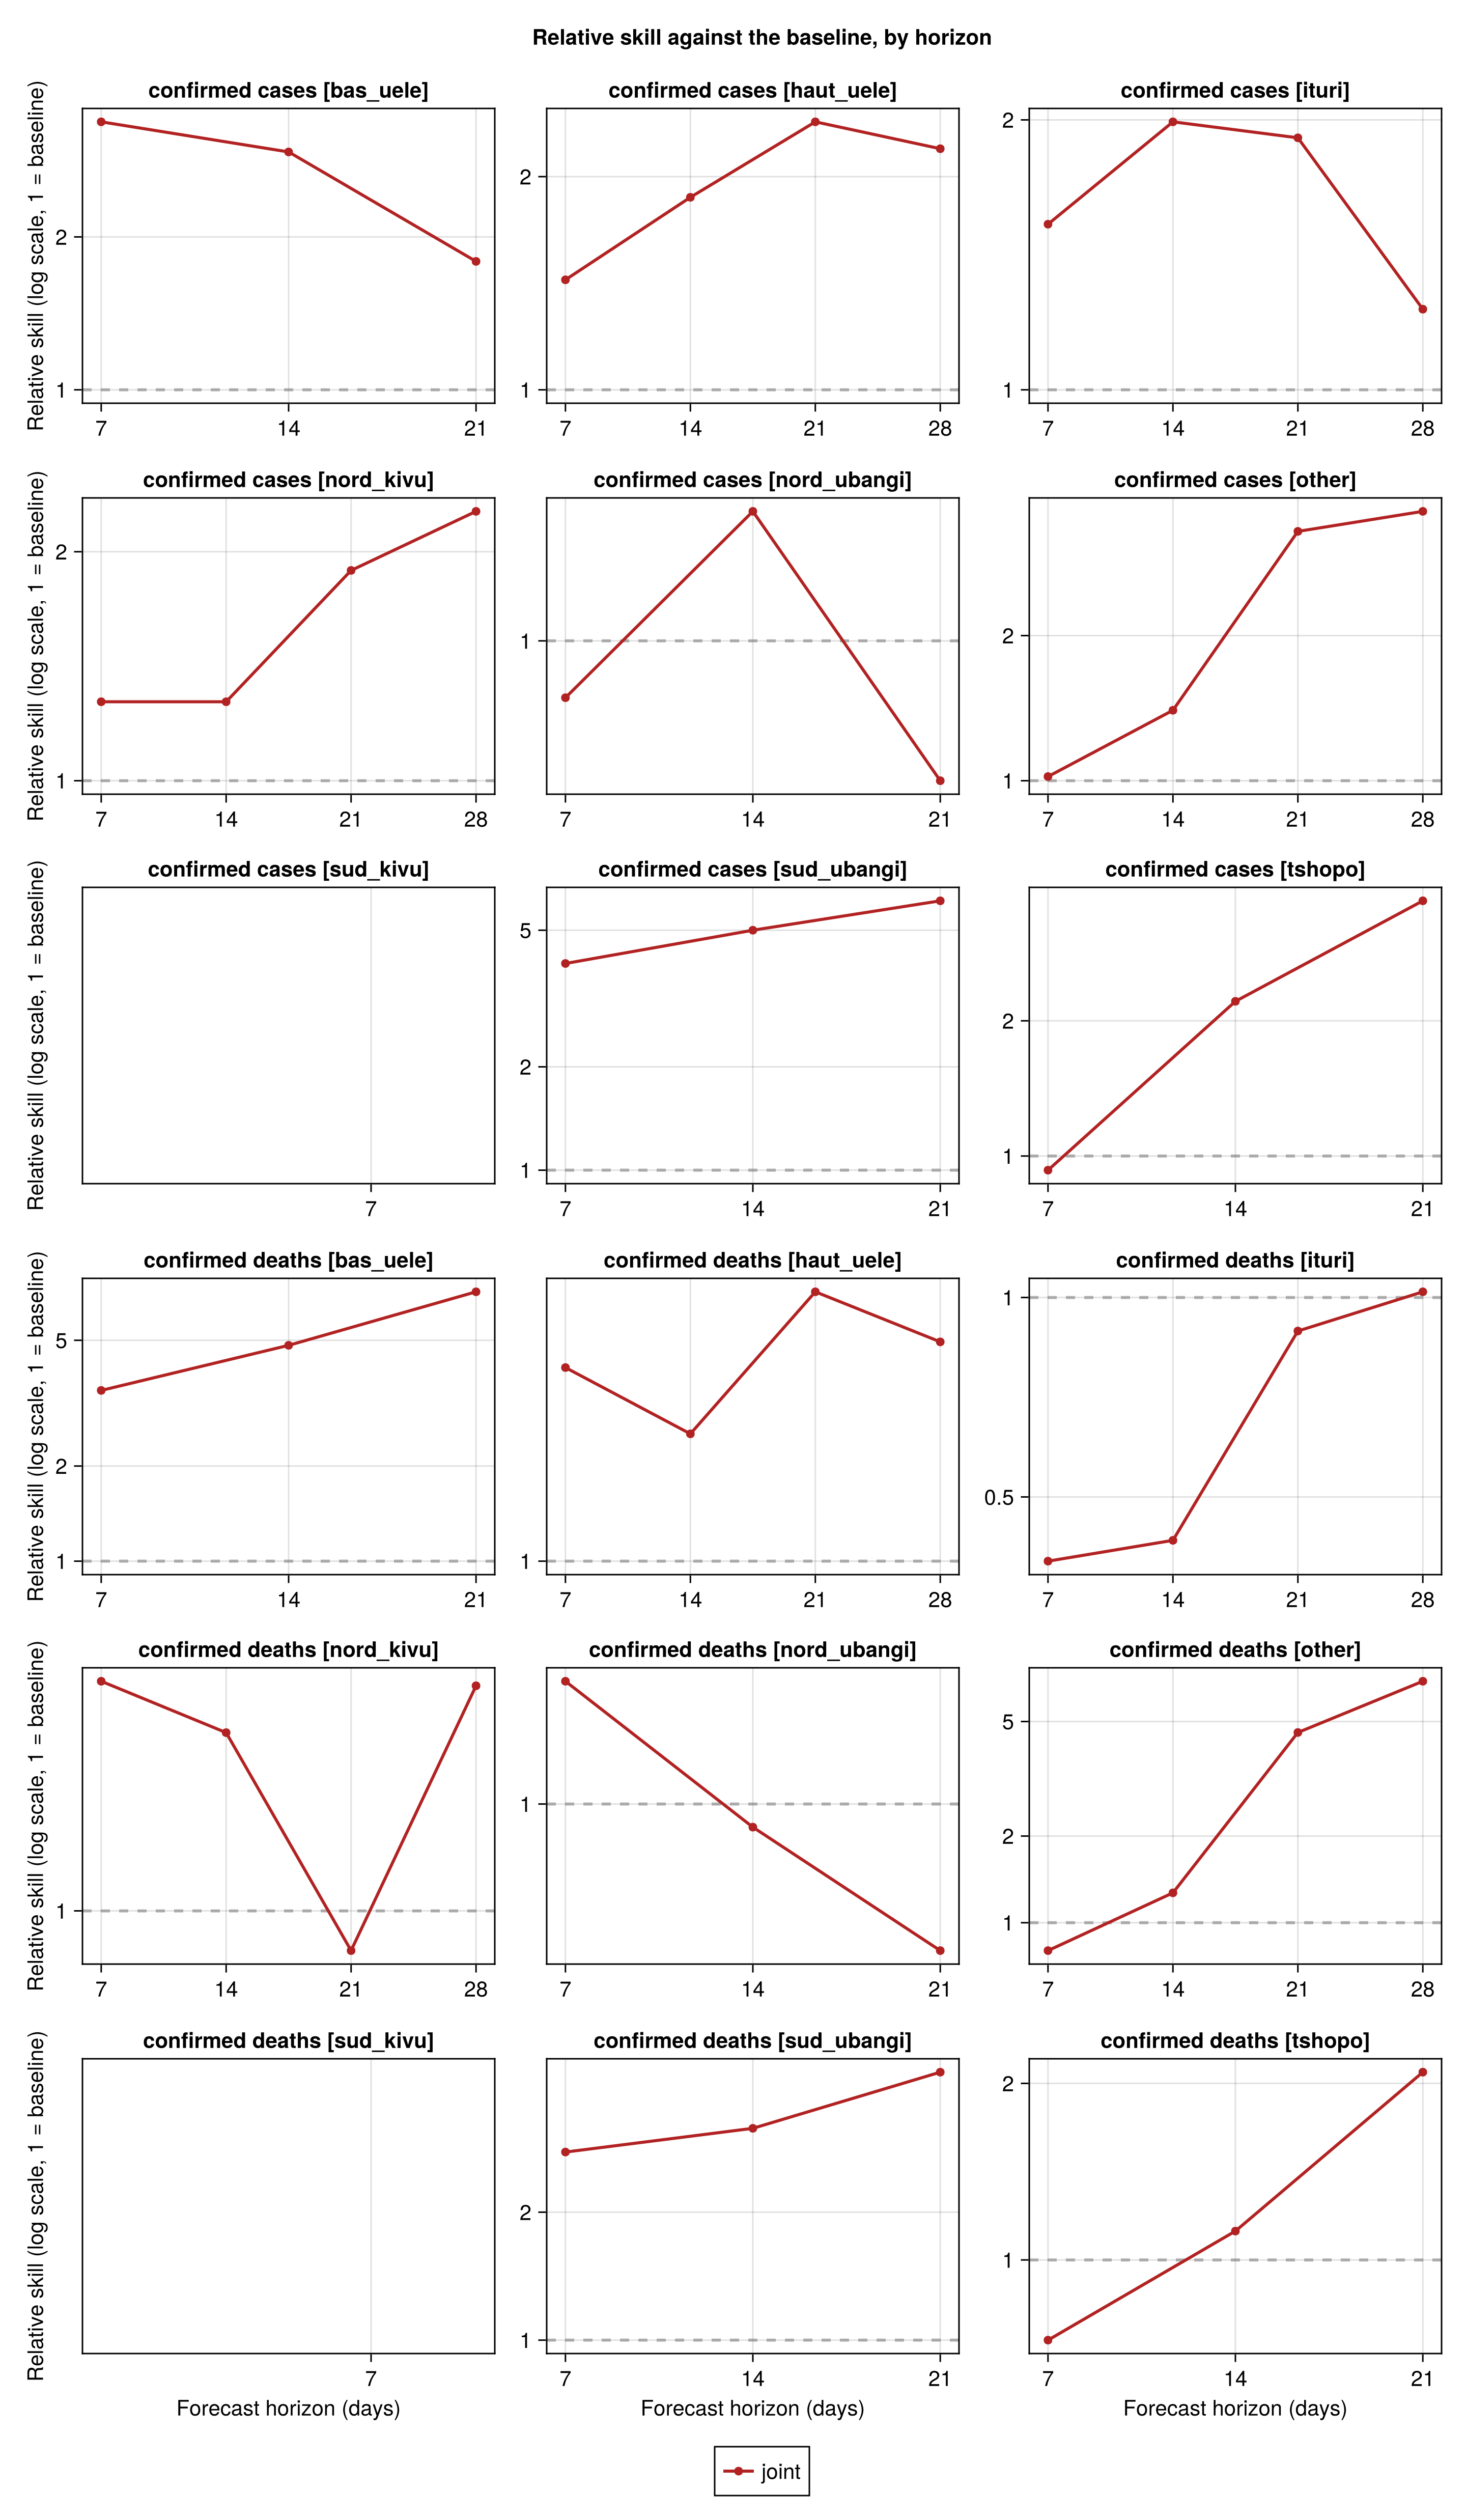 Relative skill against the baseline, by horizon
confirmed cases [bas_uele]
confirmed cases [haut_uele]
confirmed cases [ituri]
Relative skill (log scale, 1 = baseline)
2
1
7 14 21
2
1
7 14 21 28
2
1
7 14 21 28
confirmed cases [nord_kivu]
confirmed cases [nord_ubangi]
confirmed cases [other]
Relative skill (log scale, 1 = baseline)
2
1
7 14 21 28
1
7 14 21
2
1
7 14 21 28
confirmed cases [sud_kivu]
confirmed cases [sud_ubangi]
confirmed cases [tshopo]
Relative skill (log scale, 1 = baseline)
7
5
2
1
7 14 21
2
1
7 14 21
confirmed deaths [bas_uele]
confirmed deaths [haut_uele]
confirmed deaths [ituri]
Relative skill (log scale, 1 = baseline)
5
2
1
7 14 21
1
7 14 21 28
1
0.5
7 14 21 28
confirmed deaths [nord_kivu]
confirmed deaths [nord_ubangi]
confirmed deaths [other]
Relative skill (log scale, 1 = baseline)
1
7 14 21 28
1
7 14 21
5
2
1
7 14 21 28
confirmed deaths [sud_kivu]
confirmed deaths [sud_ubangi]
confirmed deaths [tshopo]
Relative skill (log scale, 1 = baseline)
7
2
1
7 14 21
2
1
7 14 21
Forecast horizon (days)
Forecast horizon (days)
Forecast horizon (days)
joint